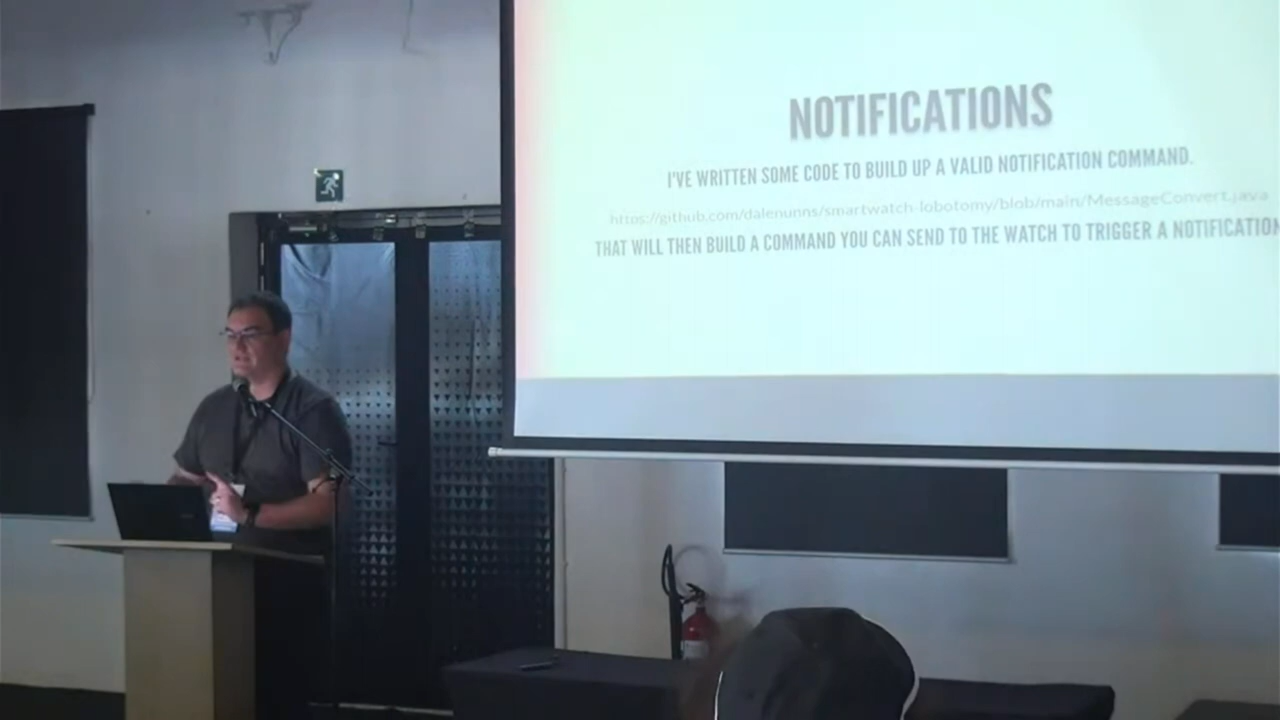 NOTIFICATIONS
I'VE WRITTEN SOME CODE TO BUILD UP A VALID NOTIFICATION COMMAND.
https://github.com/dalenunns/smartwatch-lobotomy/blob/main/MessageConvert.java
THAT WILL THEN BUILD A COMMAND YOU CAN SEND TO THE WATCH TO TRIGGER A NOTIFICATION